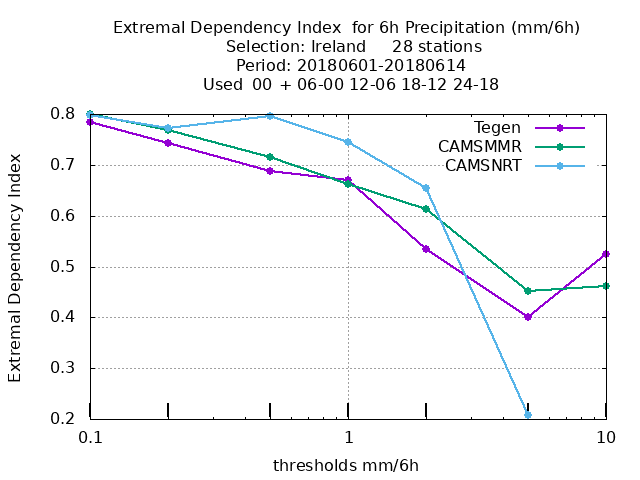 Extremal Dependency Index  for 6h Precipitation (mm/6h)
Selection: Ireland     28 stations
Period: 20180601-20180614
Used  00  + 06-00 12-06 18-12 24-18
Tegen
CAMSMMR
CAMSNRT
0.8
0.7
0.6
0.5
0.4
0.3
0.2
Extremal Dependency Index
0.1 1 10
thresholds mm/6h